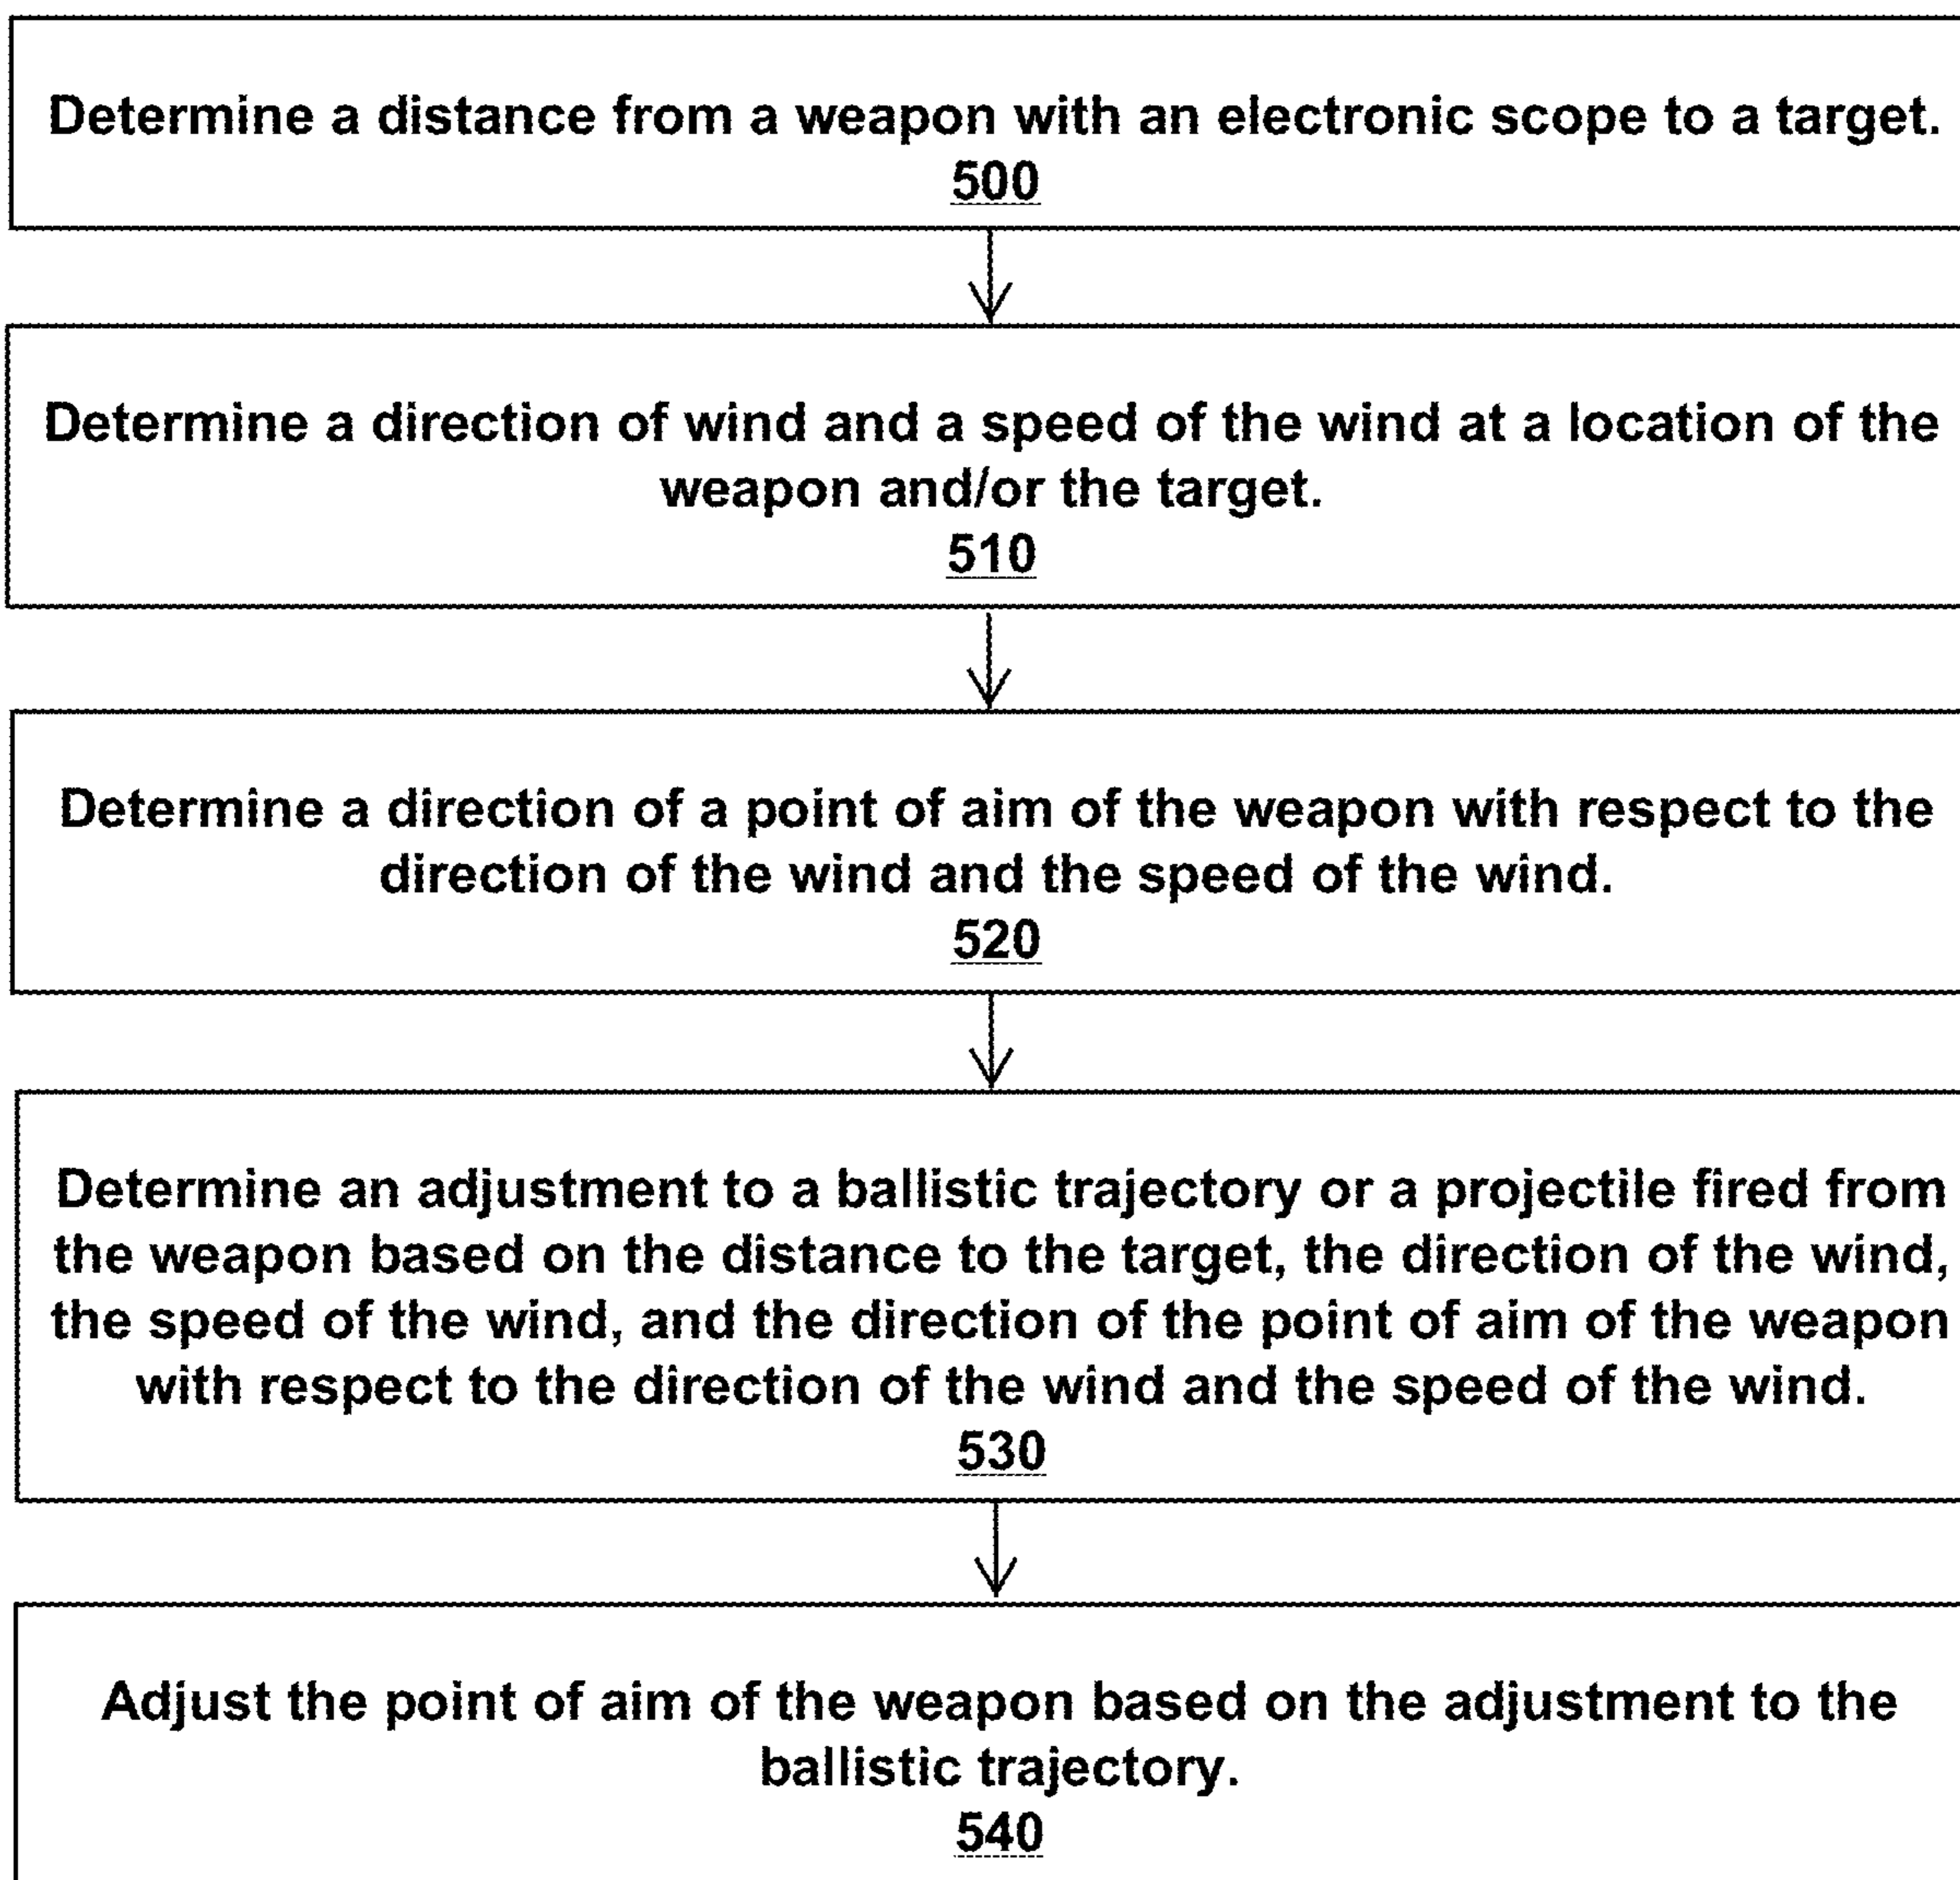 Determine a distance from a weapon with an electronic scope to a target.
500
Determine a direction of wind and a speed of the wind at a location of the
weapon and/or the target.
510
Determine a direction of a point of aim of the weapon with respect to the
direction of the wind and the speed of the wind.
520
Determine an adjustment to a ballistic trajectory or a projectile fired from
the weapon based on the distance to the target, the direction of the wind,
the speed of the wind, and the direction of the point of aim of the weapon
with respect to the direction of the wind and the speed of the wind.
530
Adjust the point of aim of the weapon based on the adjustment to the
ballistic trajectory.
540